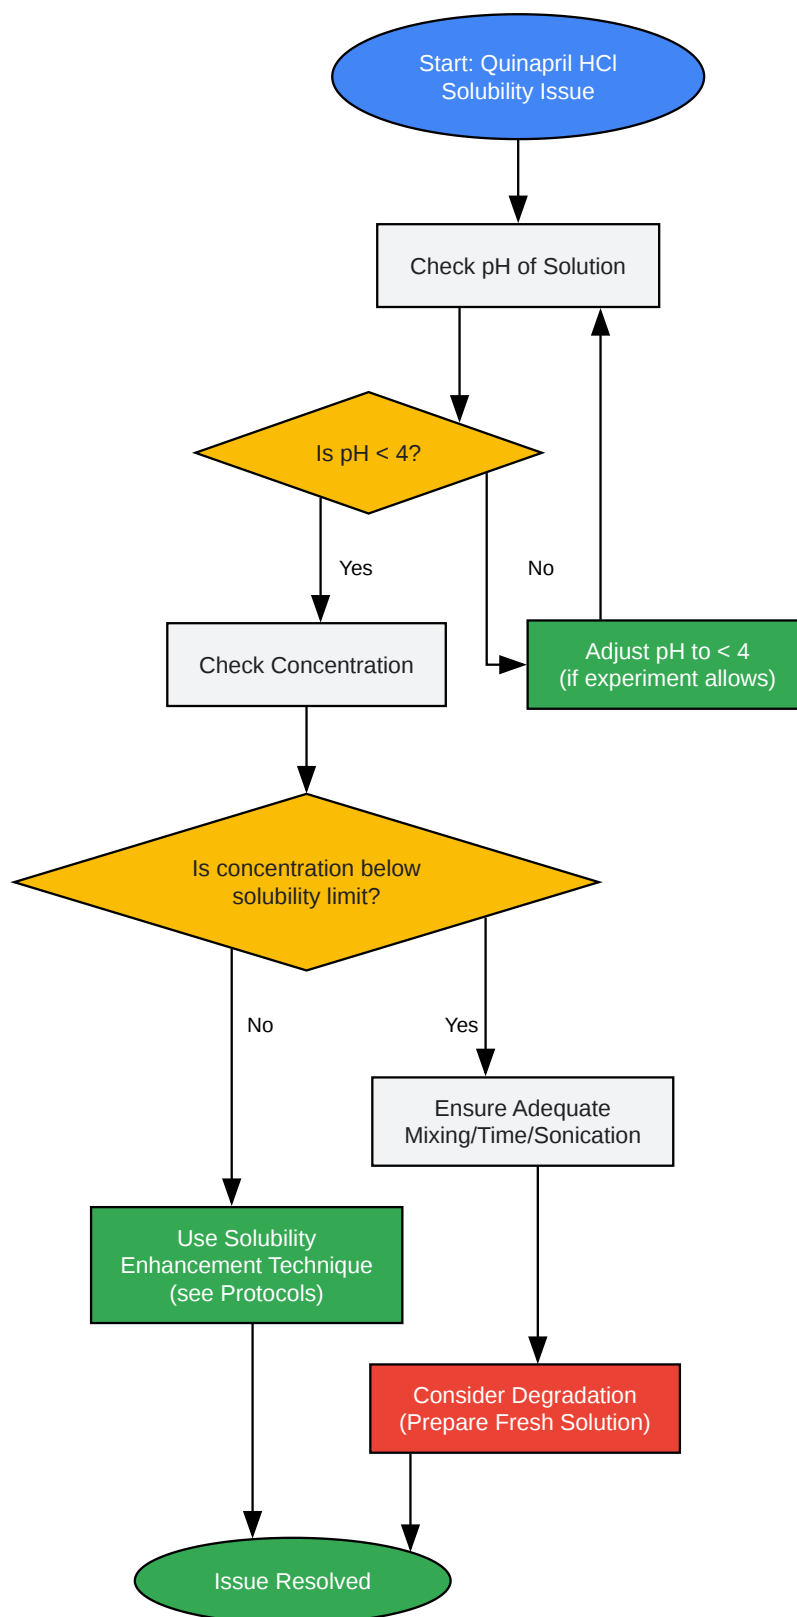 Start: Quinapril HCl
Solubility Issue
Check pH of Solution
Is pH < 4?
Yes
No
Check Concentration
Adjust pH to < 4
(if experiment allows)
Is concentration below
solubility limit?
No
Yes
Ensure Adequate
Mixing/Time/Sonication
Use Solubility
Enhancement Technique
(see Protocols)
Consider Degradation
(Prepare Fresh Solution)
Issue Resolved